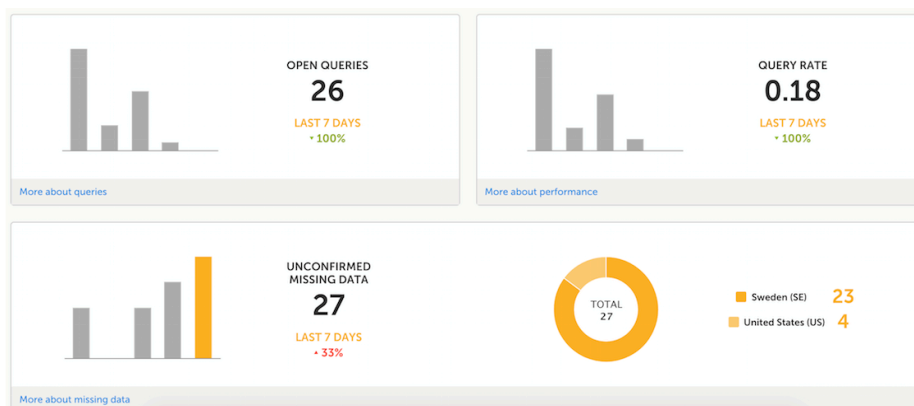 OPEN QUERIES
26
LAST 7 DAYS
▾ 100%
More about queries
QUERY RATE
0.18
LAST 7 DAYS
▾ 100%
More about performance
UNCONFIRMED
MISSING DATA
27
LAST 7 DAYS
▴ 33%
TOTAL
27
Sweden (SE) 23
United States (US) 4
More about missing data